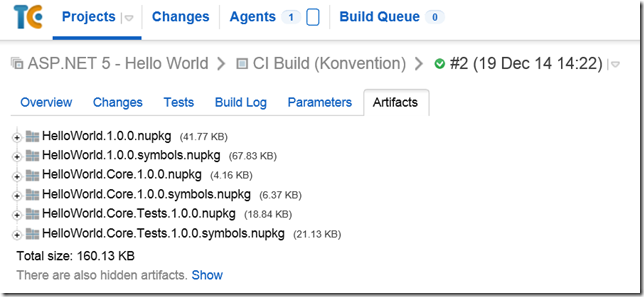 TC Projects Changes Agents 1 Build Queue 0
ASP.NET 5 - Hello World > CI Build (Konvention) > #2 (19 Dec 14 14:22)
Overview Changes Tests Build Log Parameters Artifacts
HelloWorld.1.0.0.nupkg (41.77 KB)
HelloWorld.1.0.0.symbols.nupkg (67.83 KB)
HelloWorld.Core.1.0.0.nupkg (4.16 KB)
HelloWorld.Core.1.0.0.symbols.nupkg (6.37 KB)
HelloWorld.Core.Tests.1.0.0.nupkg (18.84 KB)
HelloWorld.Core.Tests.1.0.0.symbols.nupkg (21.13 KB)
Total size: 160.13 KB
There are also hidden artifacts. Show